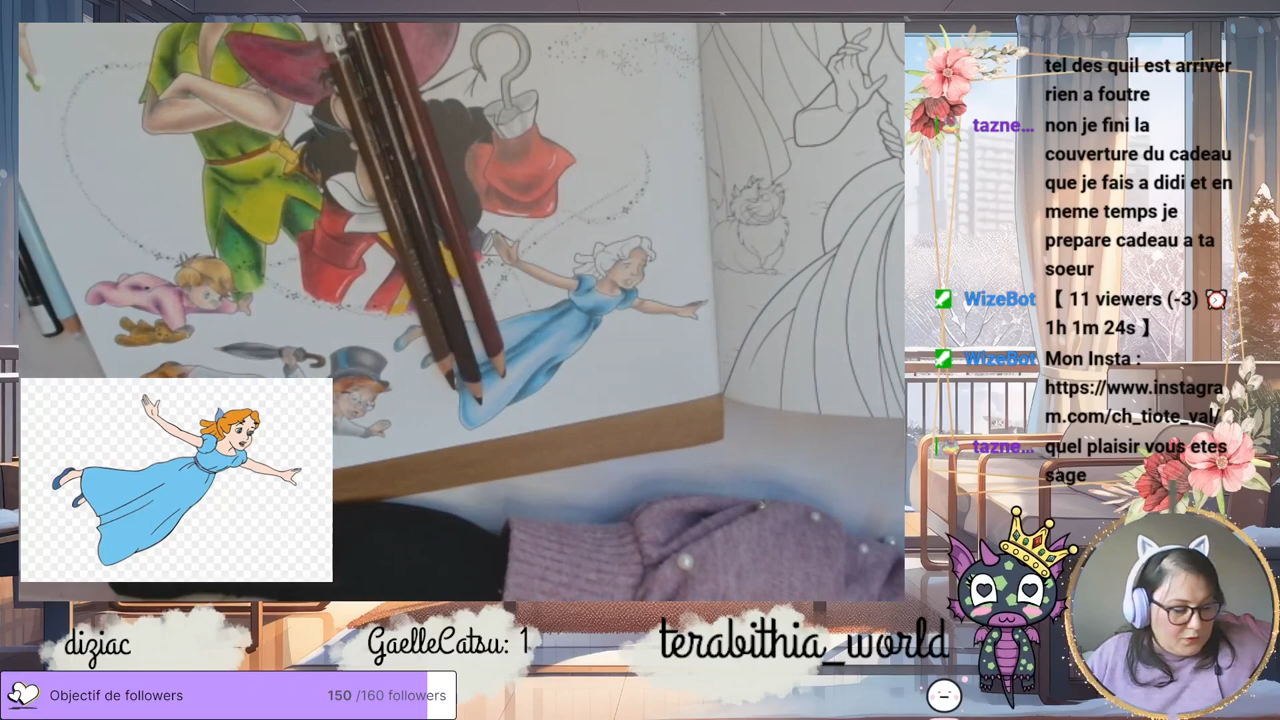 tel des quil est arriver
rien a foutre
tazne... non je fini la
couverture du cadeau
que je fais a didi et en
meme temps je
prepare cadeau a ta
soeur
WizeBot 【 11 viewers (-3) ⏰
1h 1m 24s 】
WizeBot Mon Insta :
https://www.instagra
m.com/ch_tiote_val/
tazne... quel plaisir vous etes
sage
diziac
GaelleCatsu: 1
terabithia_world
Objectif de followers 150 /160 followers